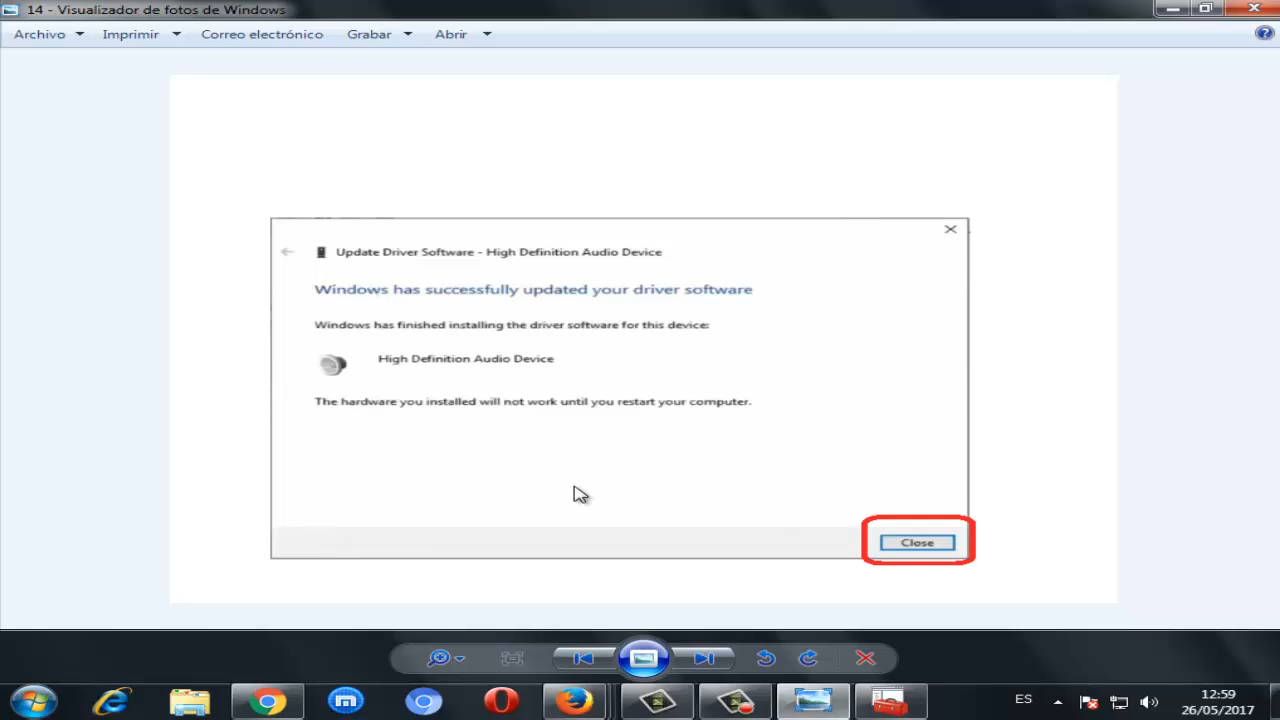 14 - Visualizador de fotos de Windows
Archivo Imprimir Correo electrónico Grabar Abrir
Update Driver Software - High Definition Audio Device
Windows has successfully updated your driver software
Windows has finished installing the driver software for this device:
High Definition Audio Device
The hardware you installed will not work until you restart your computer.
Close
ES
12:59
26/05/2017